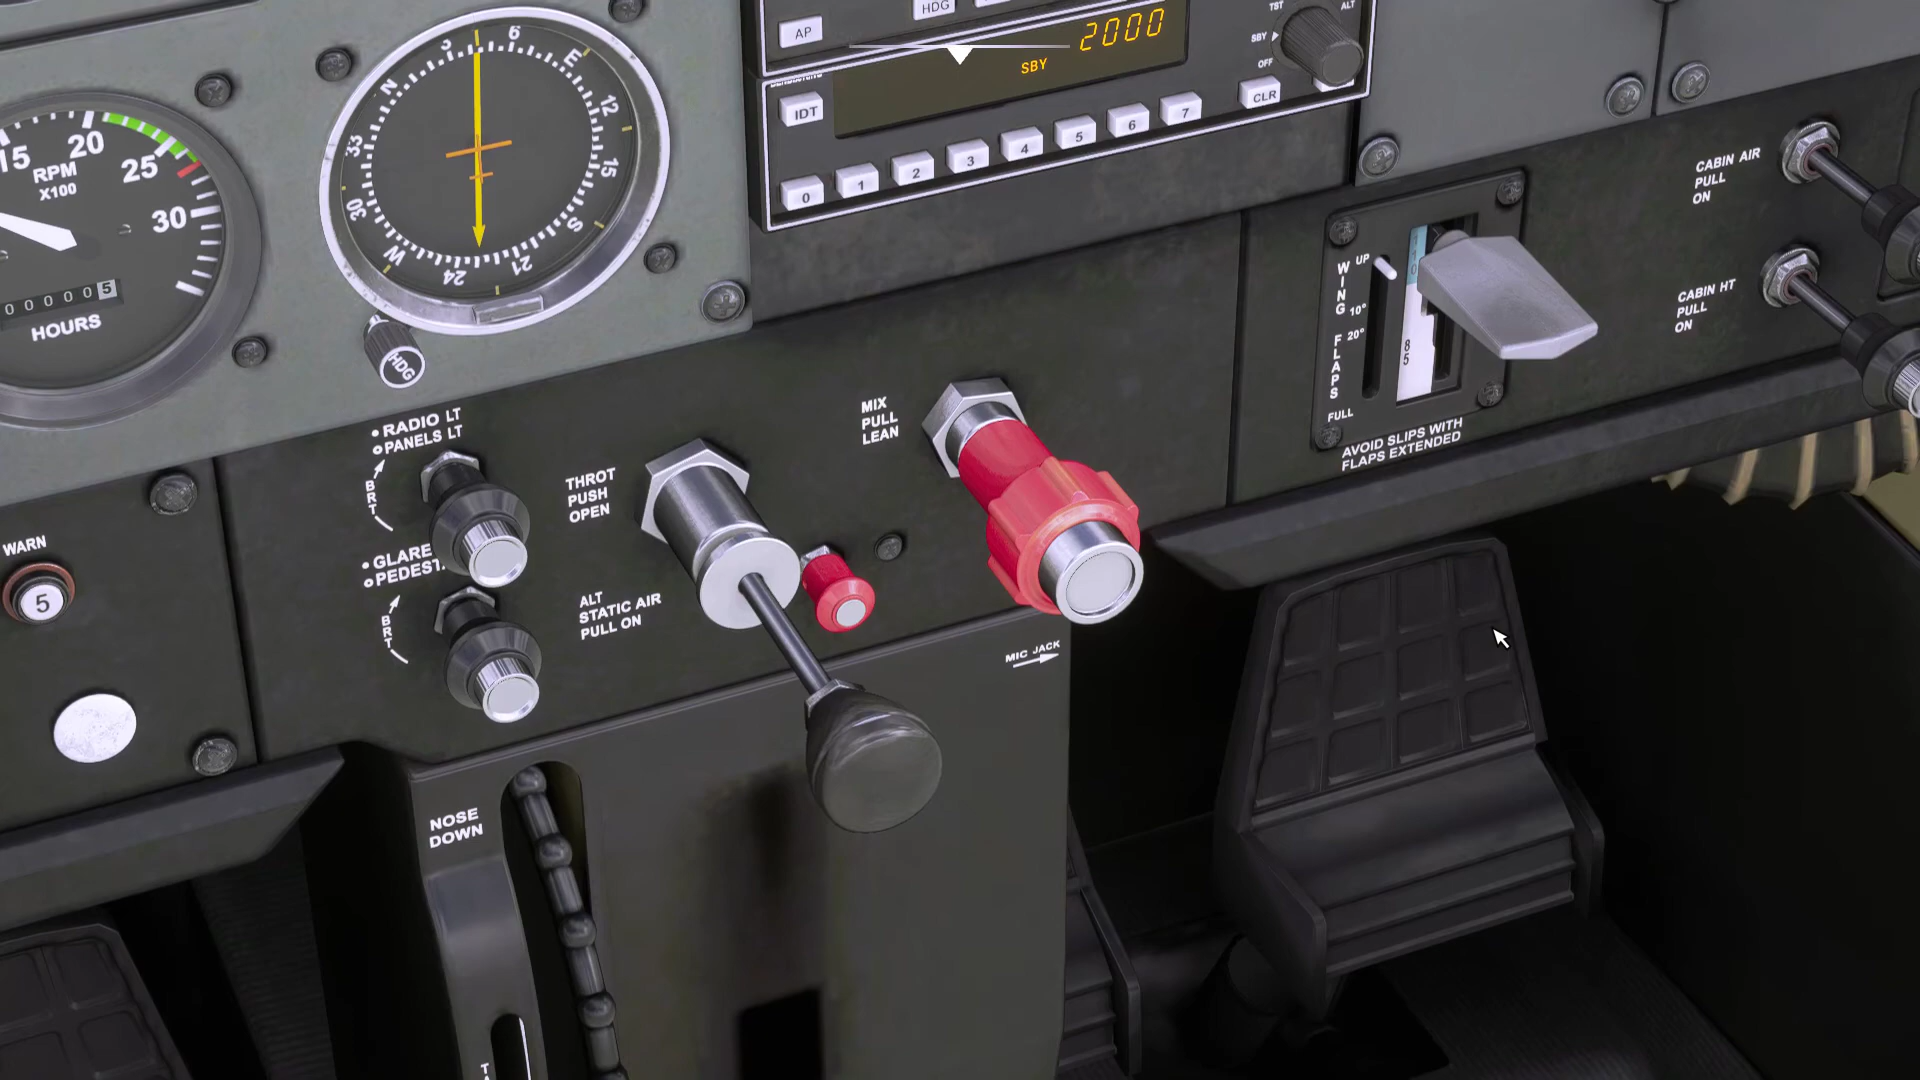 AP
HDG
2000
SBY
TST
ALT
SBY
OFF
IDT
CLR
0 1 2 3 4 5 6 7
3 6 E 12 15 S 21 24 W 30 33 N
HDG
15 20 25 30
RPM
X100
0 0 0 0 0 5
HOURS
CABIN AIR
PULL
ON
CABIN HT
PULL
ON
WING FLAPS
UP
10°
20°
FULL
85
AVOID SLIPS WITH
FLAPS EXTENDED
MIX
PULL
LEAN
RADIO LT
PANELS LT
BRT
THROT
PUSH
OPEN
WARN
5
GLARE
PEDEST
BRT
ALT
STATIC AIR
PULL ON
MIC JACK
NOSE
DOWN